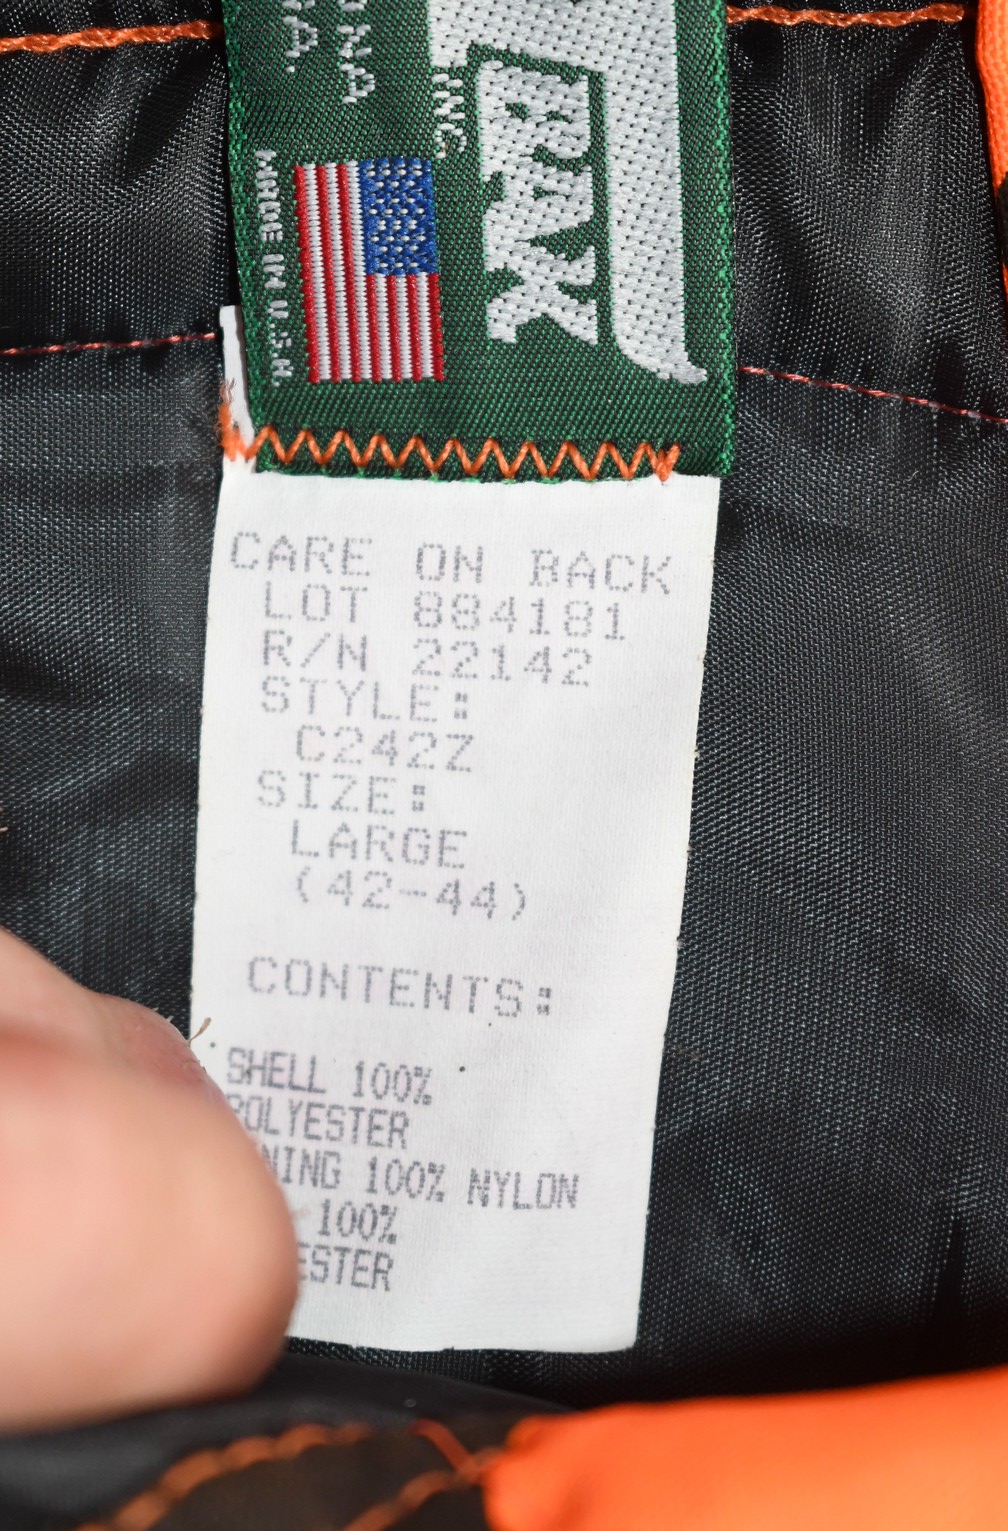 INC.
MADE IN U.S.A.
CARE ON BACK
LOT 884181
R/N 22142
STYLE:
C242Z
SIZE:
LARGE
(42-44)
CONTENTS:
SHELL 100%
POLYESTER
NING 100% NYLON
100%
ESTER